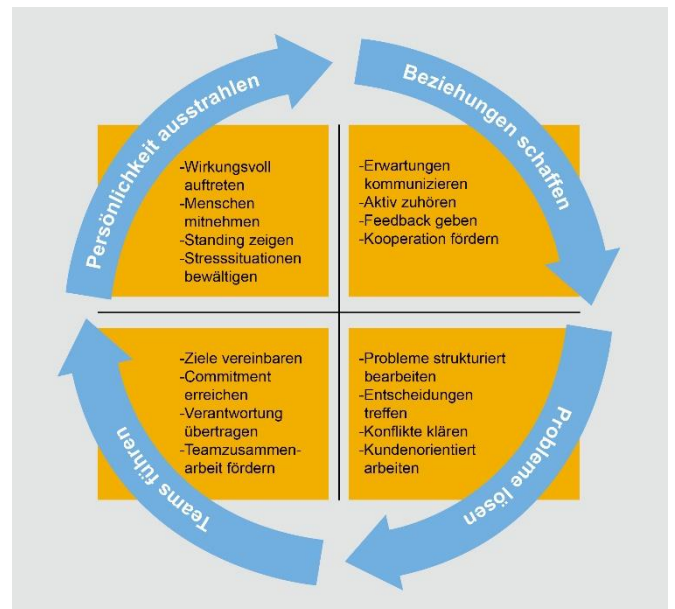 Persönlichkeit ausstrahlen
Beziehungen schaffen
-Wirkungsvoll
auftreten
-Menschen
mitnehmen
-Standing zeigen
-Stresssituationen
bewältigen
-Erwartungen
kommunizieren
-Aktiv zuhören
-Feedback geben
-Kooperation fördern
-Ziele vereinbaren
-Commitment
erreichen
-Verantwortung
übertragen
-Teamzusammen-
arbeit fördern
-Probleme strukturiert
bearbeiten
-Entscheidungen
treffen
-Konflikte klären
-Kundenorientiert
arbeiten
Teams führen
Probleme lösen